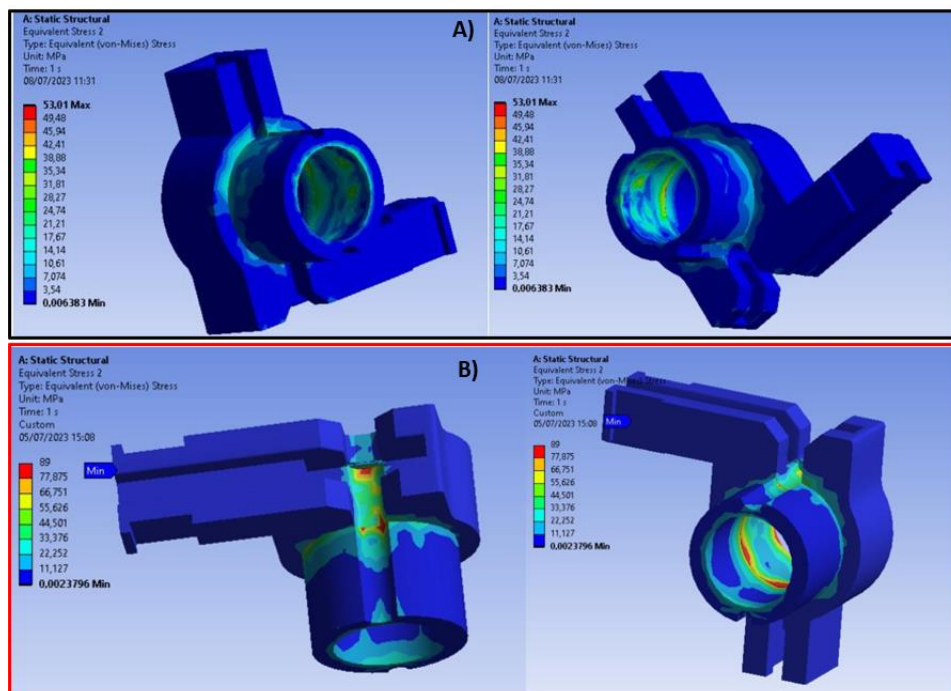 A: Static Structural
Equivalent Stress 2
Type: Equivalent (von-Mises) Stress
Unit: MPa
Time: 1 s
08/07/2023 11:31
53,01 Max
49,48
45,94
42,41
38,88
35,34
31,81
28,27
24,74
21,21
17,67
14,14
10,61
7,074
3,54
0,006383 Min
A)
A: Static Structural
Equivalent Stress 2
Type: Equivalent (von-Mises) Stress
Unit: MPa
Time: 1 s
08/07/2023 11:31
53,01 Max
49,48
45,94
42,41
38,88
35,34
31,81
28,27
24,74
21,21
17,67
14,14
10,61
7,074
3,54
0,006383 Min
A: Static Structural
Equivalent Stress 2
Type: Equivalent (von-Mises) Stress
Unit: MPa
Time: 1 s
Custom
05/07/2023 15:08
89
77,875
66,751
55,626
44,501
33,376
22,252
11,127
0,0023796 Min
Min
B)
A: Static Structural
Equivalent Stress 2
Type: Equivalent (von-Mises) Stress
Unit: MPa
Time: 1 s
Custom
05/07/2023 15:08
Min
89
77,875
66,751
55,626
44,501
33,376
22,252
11,127
0,0023796 Min